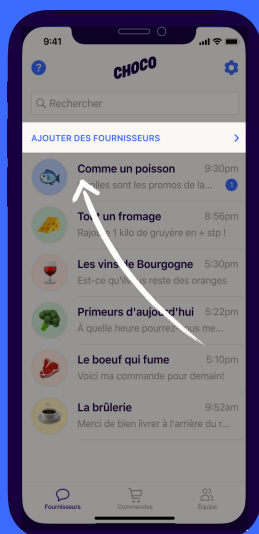 9:41
?
CHOCO
Rechercher
AJOUTER DES FOURNISSEURS
Comme un poisson 9:30pm
elles sont les promos de la... 1
Tout un fromage 8:56pm
Rajoute 1 kilo de gruyère en + stp !
Les vins de Bourgogne 5:30pm
Est-ce qu'il vous reste des oranges
Primeurs d'aujourd'hui 5:22pm
À quelle heure pourrez-vous me...
Le boeuf qui fume 5:10pm
Voici ma commande pour demain!
La brûlerie 9:52am
Merci de bien livrer à l'arrière du r...
Fournisseurs Commandes Equipe